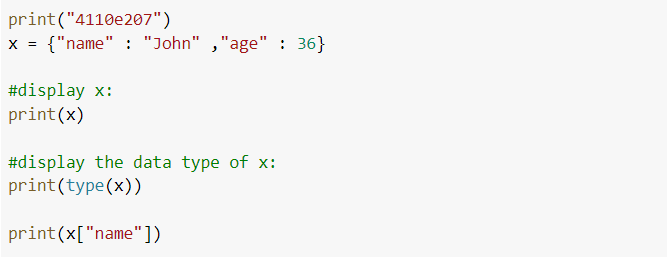 print("4110e207")
x = {"name" : "John" ,"age" : 36}
#display x:
print(x)
#display the data type of x:
print(type(x))
print(x["name"])